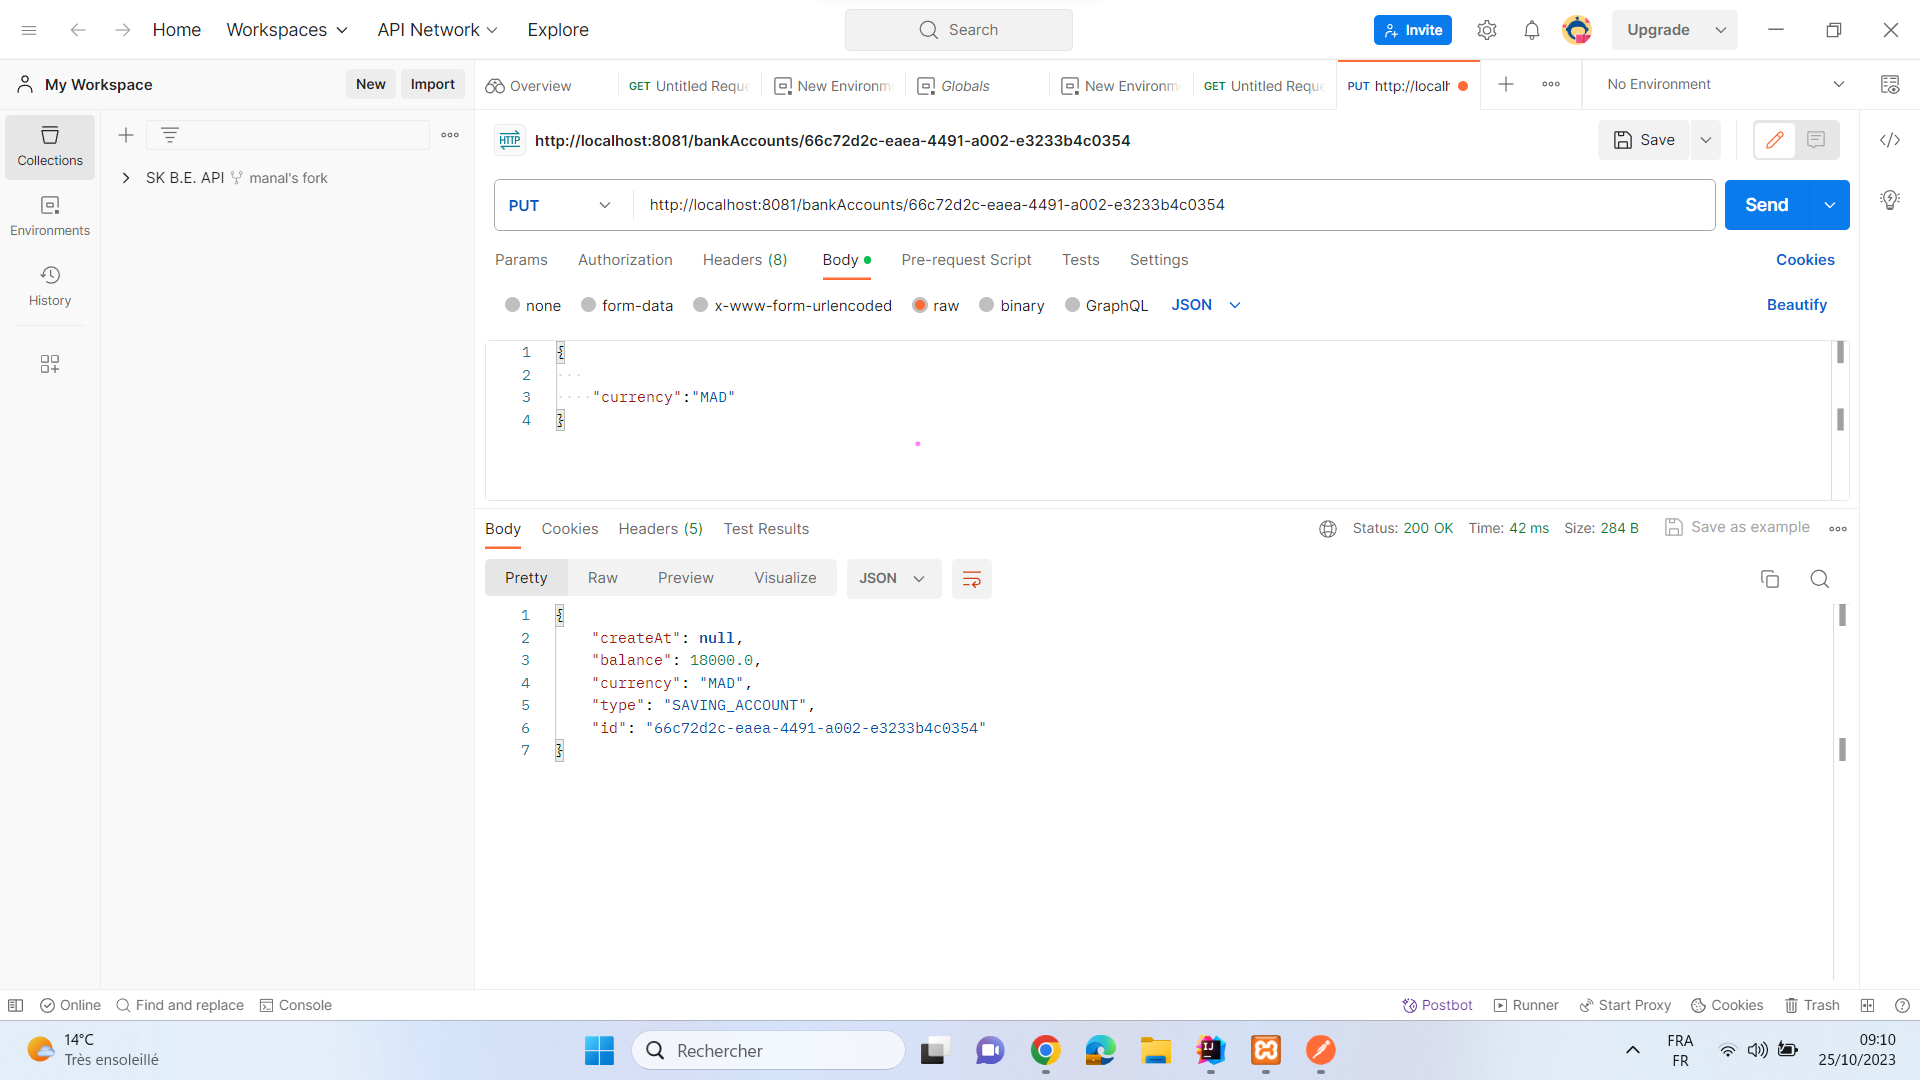 Home
Workspaces
API Network
Explore
Search
Invite
Upgrade
My Workspace
New
Import
Overview
GET Untitled Reque
New Environm
Globals
New Environm
GET Untitled Reque
PUT http://localh
No Environment
Collections
SK B.E. API manal's fork
Environments
History
HTTP http://localhost:8081/bankAccounts/66c72d2c-eaea-4491-a002-e3233b4c0354
Save
PUT
http://localhost:8081/bankAccounts/66c72d2c-eaea-4491-a002-e3233b4c0354
Send
Params Authorization Headers (8) Body Pre-request Script Tests Settings
Cookies
none form-data x-www-form-urlencoded raw binary GraphQL JSON
Beautify
1 {
2 ...
3 "currency":"MAD"
4 }
Body Cookies Headers (5) Test Results
Status: 200 OK Time: 42 ms Size: 284 B Save as example
Pretty Raw Preview Visualize JSON
1 {
2 "createAt": null,
3 "balance": 18000.0,
4 "currency": "MAD",
5 "type": "SAVING_ACCOUNT",
6 "id": "66c72d2c-eaea-4491-a002-e3233b4c0354"
7 }
Online Find and replace Console
Postbot Runner Start Proxy Cookies Trash
14°C
Très ensoleillé
Rechercher
IJ
FRA
FR
09:10
25/10/2023